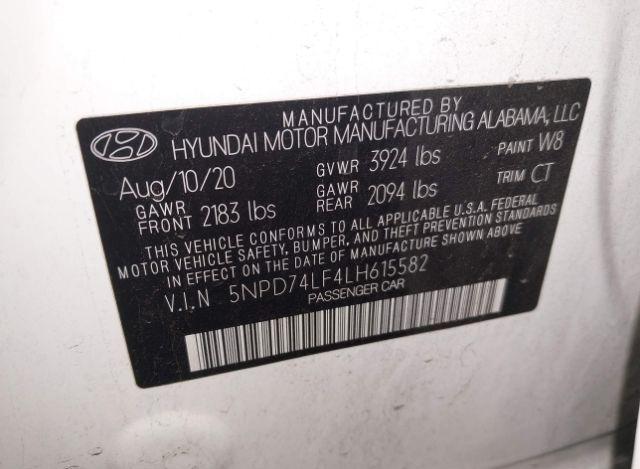 MANUFACTURED BY
HYUNDAI MOTOR MANUFACTURING ALABAMA, LLC
Aug/10/20 GVWR 3924 lbs PAINT W8
GAWR FRONT 2183 lbs GAWR REAR 2094 lbs TRIM CT
THIS VEHICLE CONFORMS TO ALL APPLICABLE U.S.A. FEDERAL
MOTOR VEHICLE SAFETY, BUMPER, AND THEFT PREVENTION STANDARDS
IN EFFECT ON THE DATE OF MANUFACTURE SHOWN ABOVE
V.I.N 5NPD74LF4LH615582
PASSENGER CAR